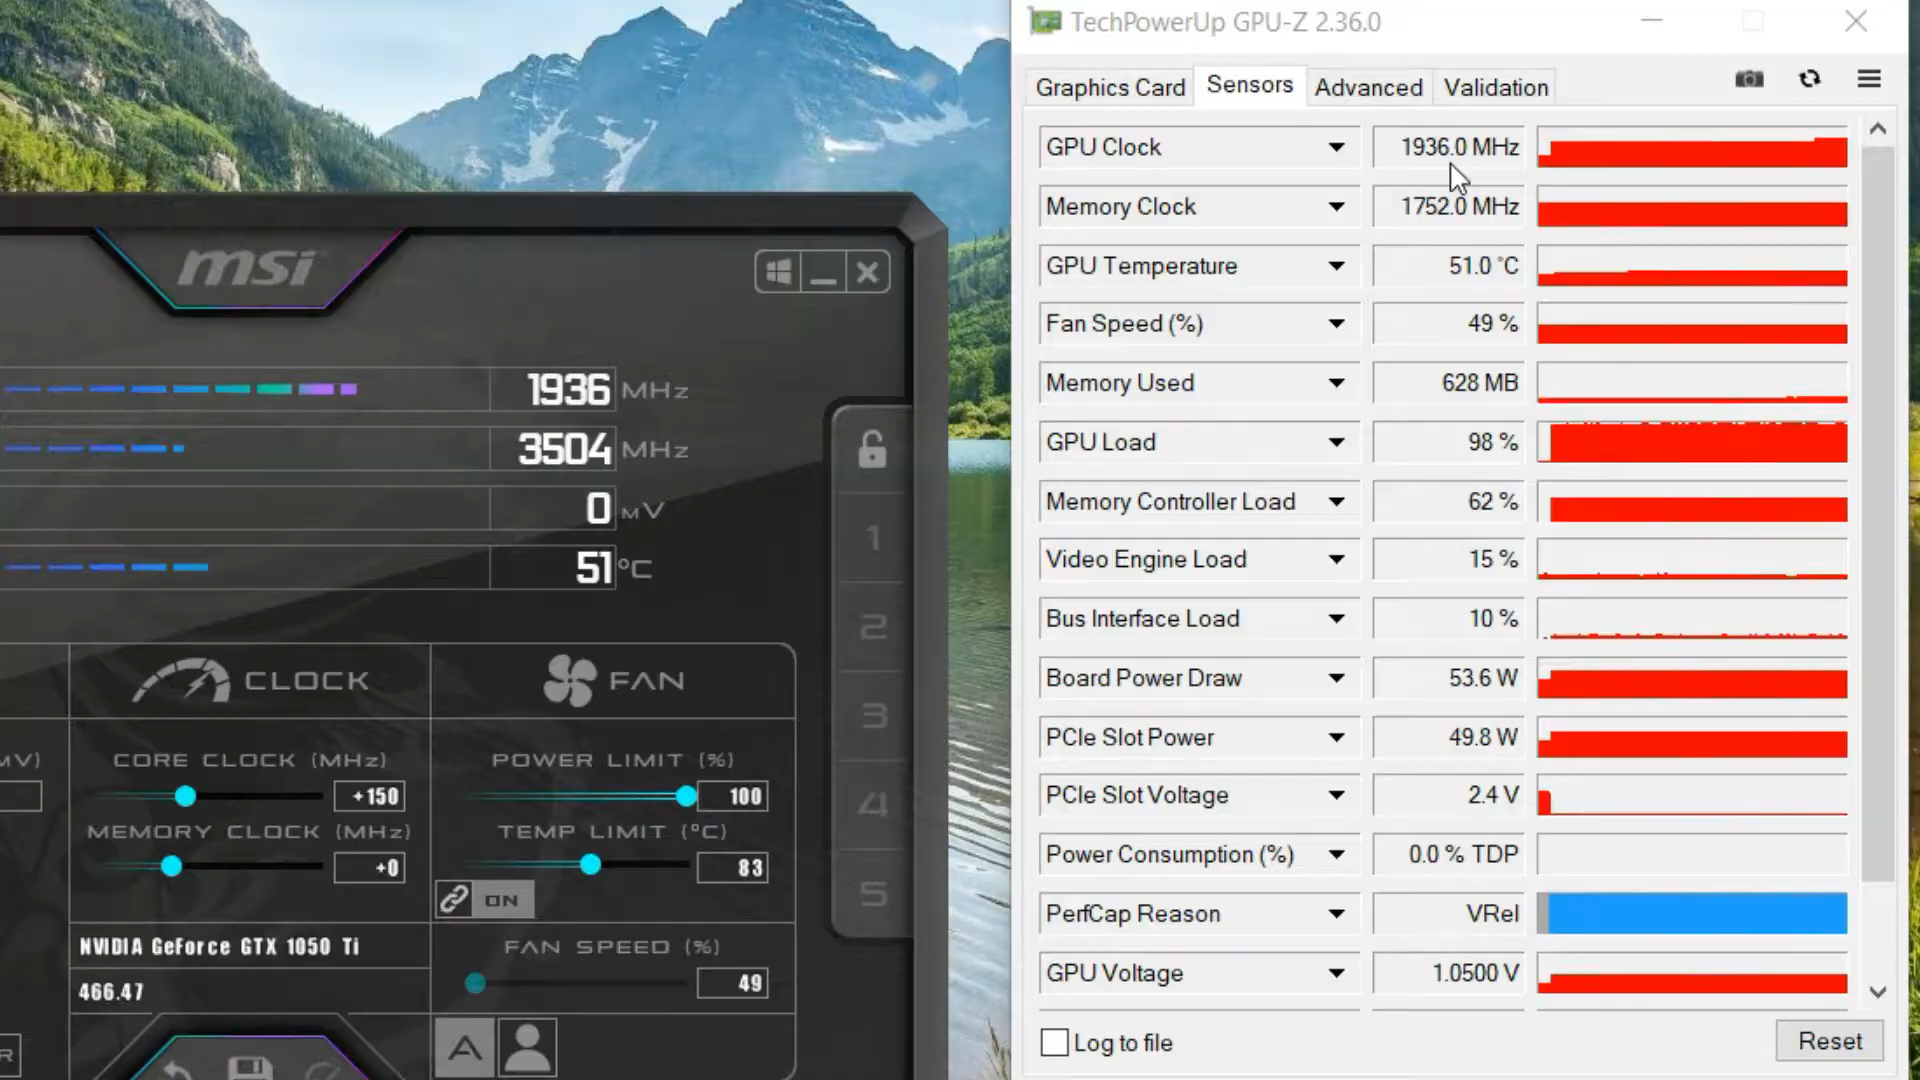 TechPowerUp GPU-Z 2.36.0
Graphics Card
Sensors
Advanced
Validation
GPU Clock 1936.0 MHz
Memory Clock 1752.0 MHz
GPU Temperature 51.0 °C
Fan Speed (%) 49 %
Memory Used 628 MB
GPU Load 98 %
Memory Controller Load 62 %
Video Engine Load 15 %
Bus Interface Load 10 %
Board Power Draw 53.6 W
PCIe Slot Power 49.8 W
PCIe Slot Voltage 2.4 V
Power Consumption (%) 0.0 % TDP
PerfCap Reason VRel
GPU Voltage 1.0500 V
Log to file
Reset
msi
1936 MHz
3504 MHz
0 MV
51 °C
1
2
3
4
5
CLOCK
FAN
CORE CLOCK (MHz)
+150
MEMORY CLOCK (MHz)
+0
POWER LIMIT (%)
100
TEMP LIMIT (°C)
83
ON
NVIDIA GeForce GTX 1050 Ti
466.47
FAN SPEED (%)
49
A
MV)
R